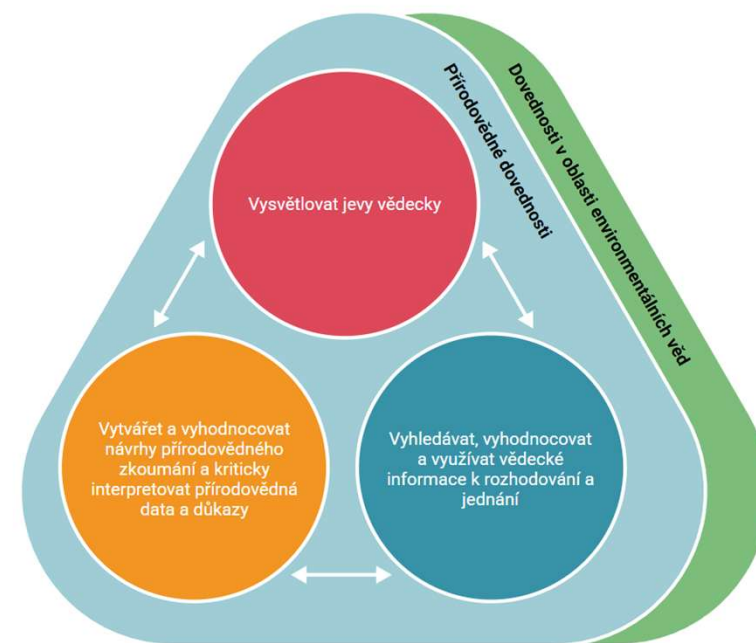 Vysvětlovat jevy vědecky
Přírodovědné dovednosti
Dovednosti v oblasti environmentálních věd
Vytvářet a vyhodnocovat
návrhy přírodovědného
zkoumání a kriticky
interpretovat přírodovědná
data a důkazy
Vyhledávat, vyhodnocovat
a využívat vědecké
informace k rozhodování a
jednání